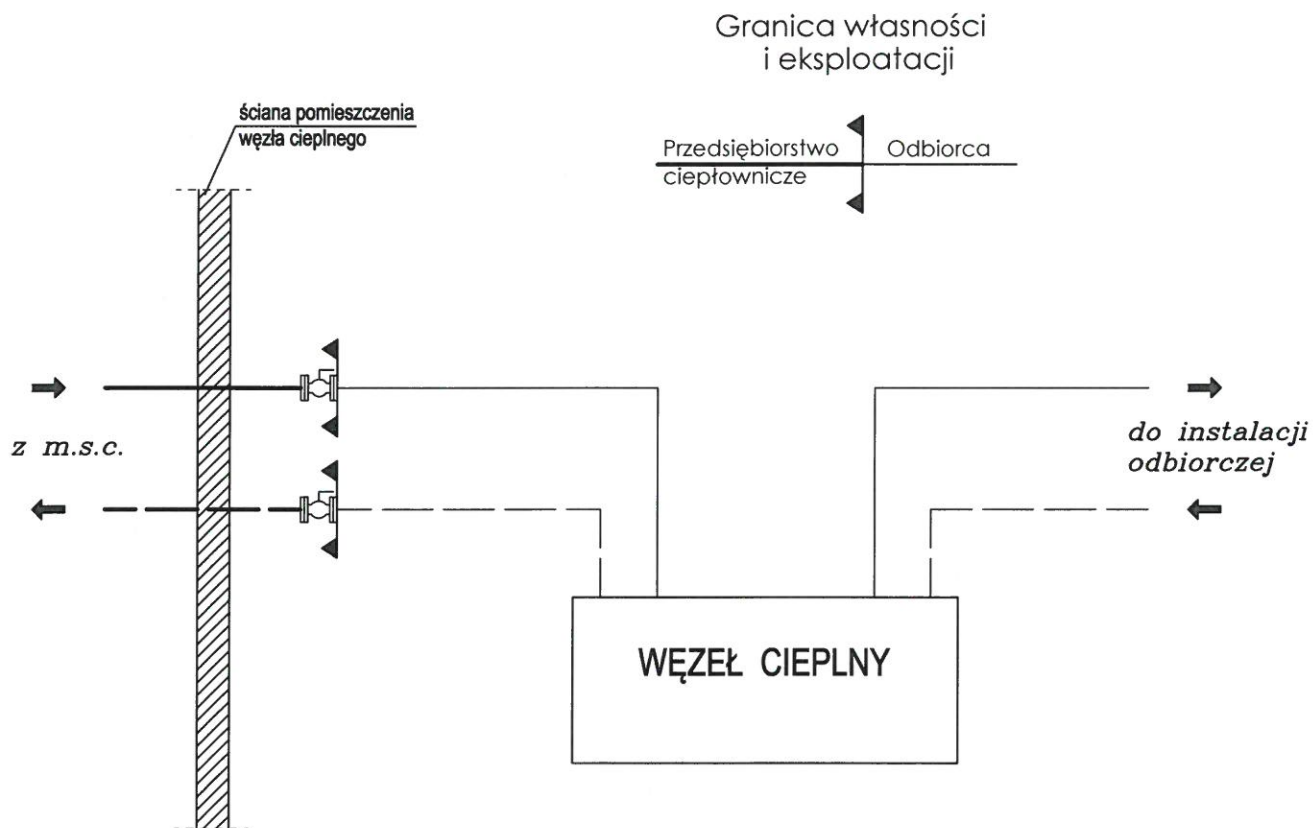 Granica własności
i eksploatacji
ściana pomieszczenia
węzła cieplnego
Przedsiębiorstwo
ciepłownicze
Odbiorca
z m.s.c.
do instalacji
odbiorczej
WĘZEŁ CIEPLNY